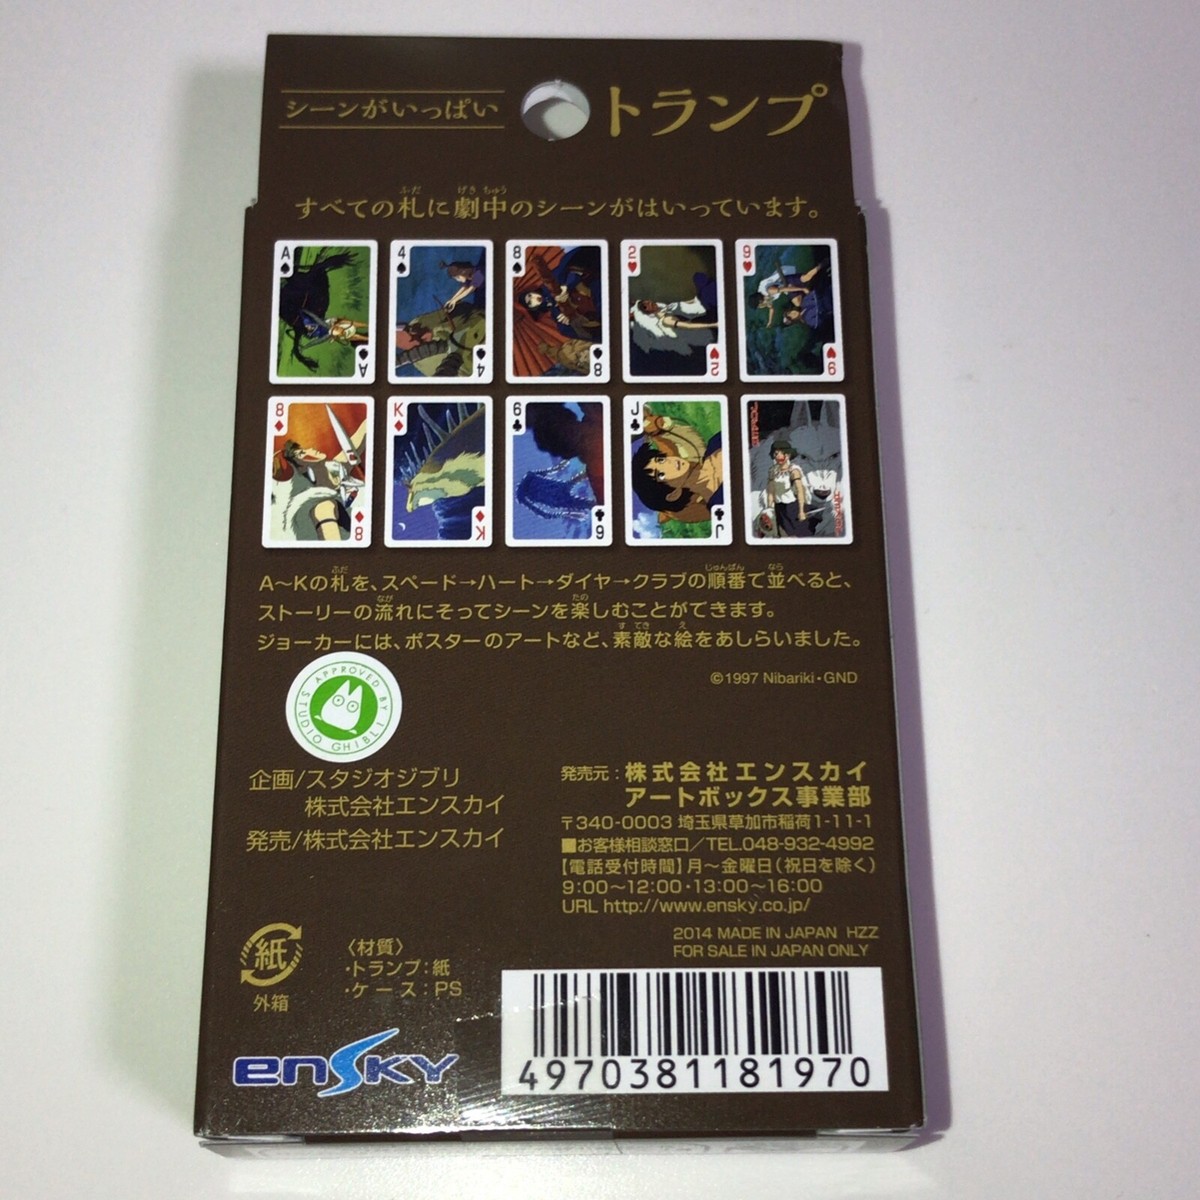 シーンがいっぱい トランプ
すべての札に劇中のシーンがはいっています。
A A 4 4 8 8 2 2 9 9
8 8 K K 6 6 J J
A～Kの札を、スペード→ハート→ダイヤ→クラブの順番で並べると、
ストーリーの流れにそってシーンを楽しむことができます。
ジョーカーには、ポスターのアートなど、素敵な絵をあしらいました。
©1997 Nibariki・GND
APPROVED BY STUDIO GHIBLI
企画/スタジオジブリ
株式会社エンスカイ
発売/株式会社エンスカイ
発売元：株式会社エンスカイ
アートボックス事業部
〒340-0003 埼玉県草加市稲荷1-11-1
■お客様相談窓口／TEL.048-932-4992
【電話受付時間】月～金曜日(祝日を除く)
9:00～12:00・13:00～16:00
URL http://www.ensky.co.jp/
2014 MADE IN JAPAN HZZ
FOR SALE IN JAPAN ONLY
紙
外箱
〈材質〉
・トランプ：紙
・ケース：PS
enSKY
4970381181970